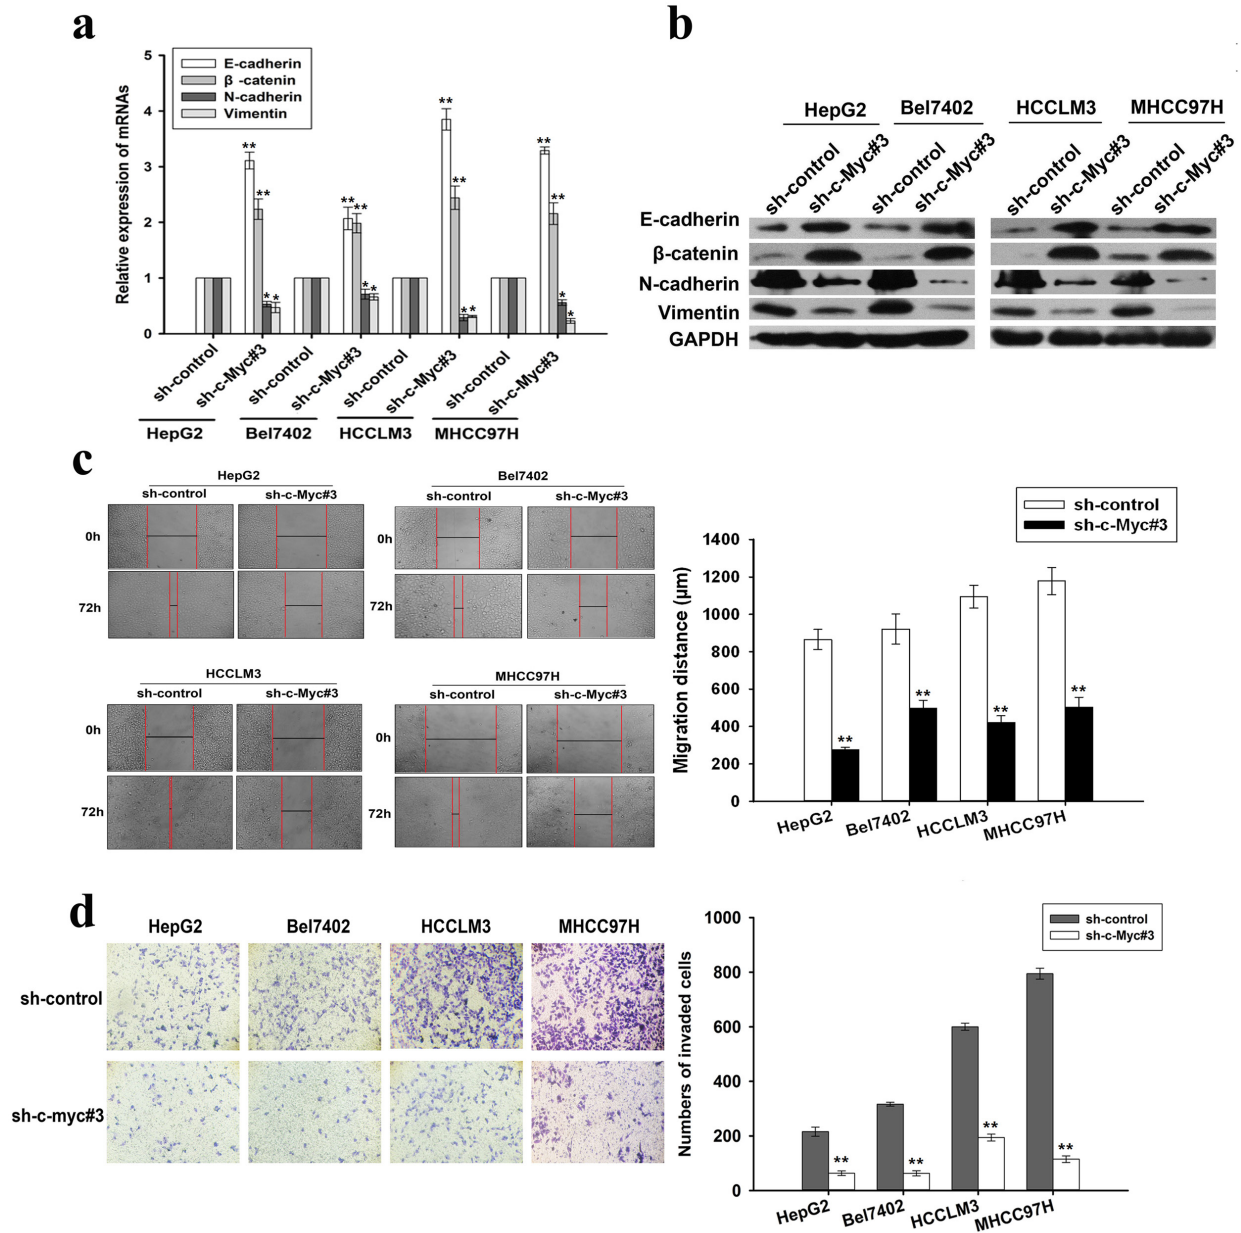 a
5
4
3
2
1
0
Relative expression of mRNAs
E-cadherin
β -catenin
N-cadherin
Vimentin
** ** * *
** ** * *
** ** * *
** ** * *
sh-control
sh-c-Myc#3
sh-control
sh-c-Myc#3
sh-control
sh-c-Myc#3
sh-control
sh-c-Myc#3
HepG2 Bel7402 HCCLM3 MHCC97H
b
HepG2 Bel7402 HCCLM3 MHCC97H
sh-control
sh-c-Myc#3
sh-control
sh-c-Myc#3
sh-control
sh-c-Myc#3
sh-control
sh-c-Myc#3
E-cadherin
β-catenin
N-cadherin
Vimentin
GAPDH
c
HepG2
sh-control sh-c-Myc#3
0h
72h
Bel7402
sh-control sh-c-Myc#3
0h
72h
HCCLM3
sh-control sh-c-Myc#3
0h
72h
MHCC97H
sh-control sh-c-Myc#3
0h
72h
sh-control
sh-c-Myc#3
1400
1200
1000
800
600
400
200
0
Migration distance (μm)
**
**
**
**
HepG2 Bel7402 HCCLM3 MHCC97H
d
HepG2 Bel7402 HCCLM3 MHCC97H
sh-control
sh-c-myc#3
1000
800
600
400
200
0
Numbers of invaded cells
sh-control
sh-c-Myc#3
**
**
**
**
HepG2 Bel7402 HCCLM3 MHCC97H